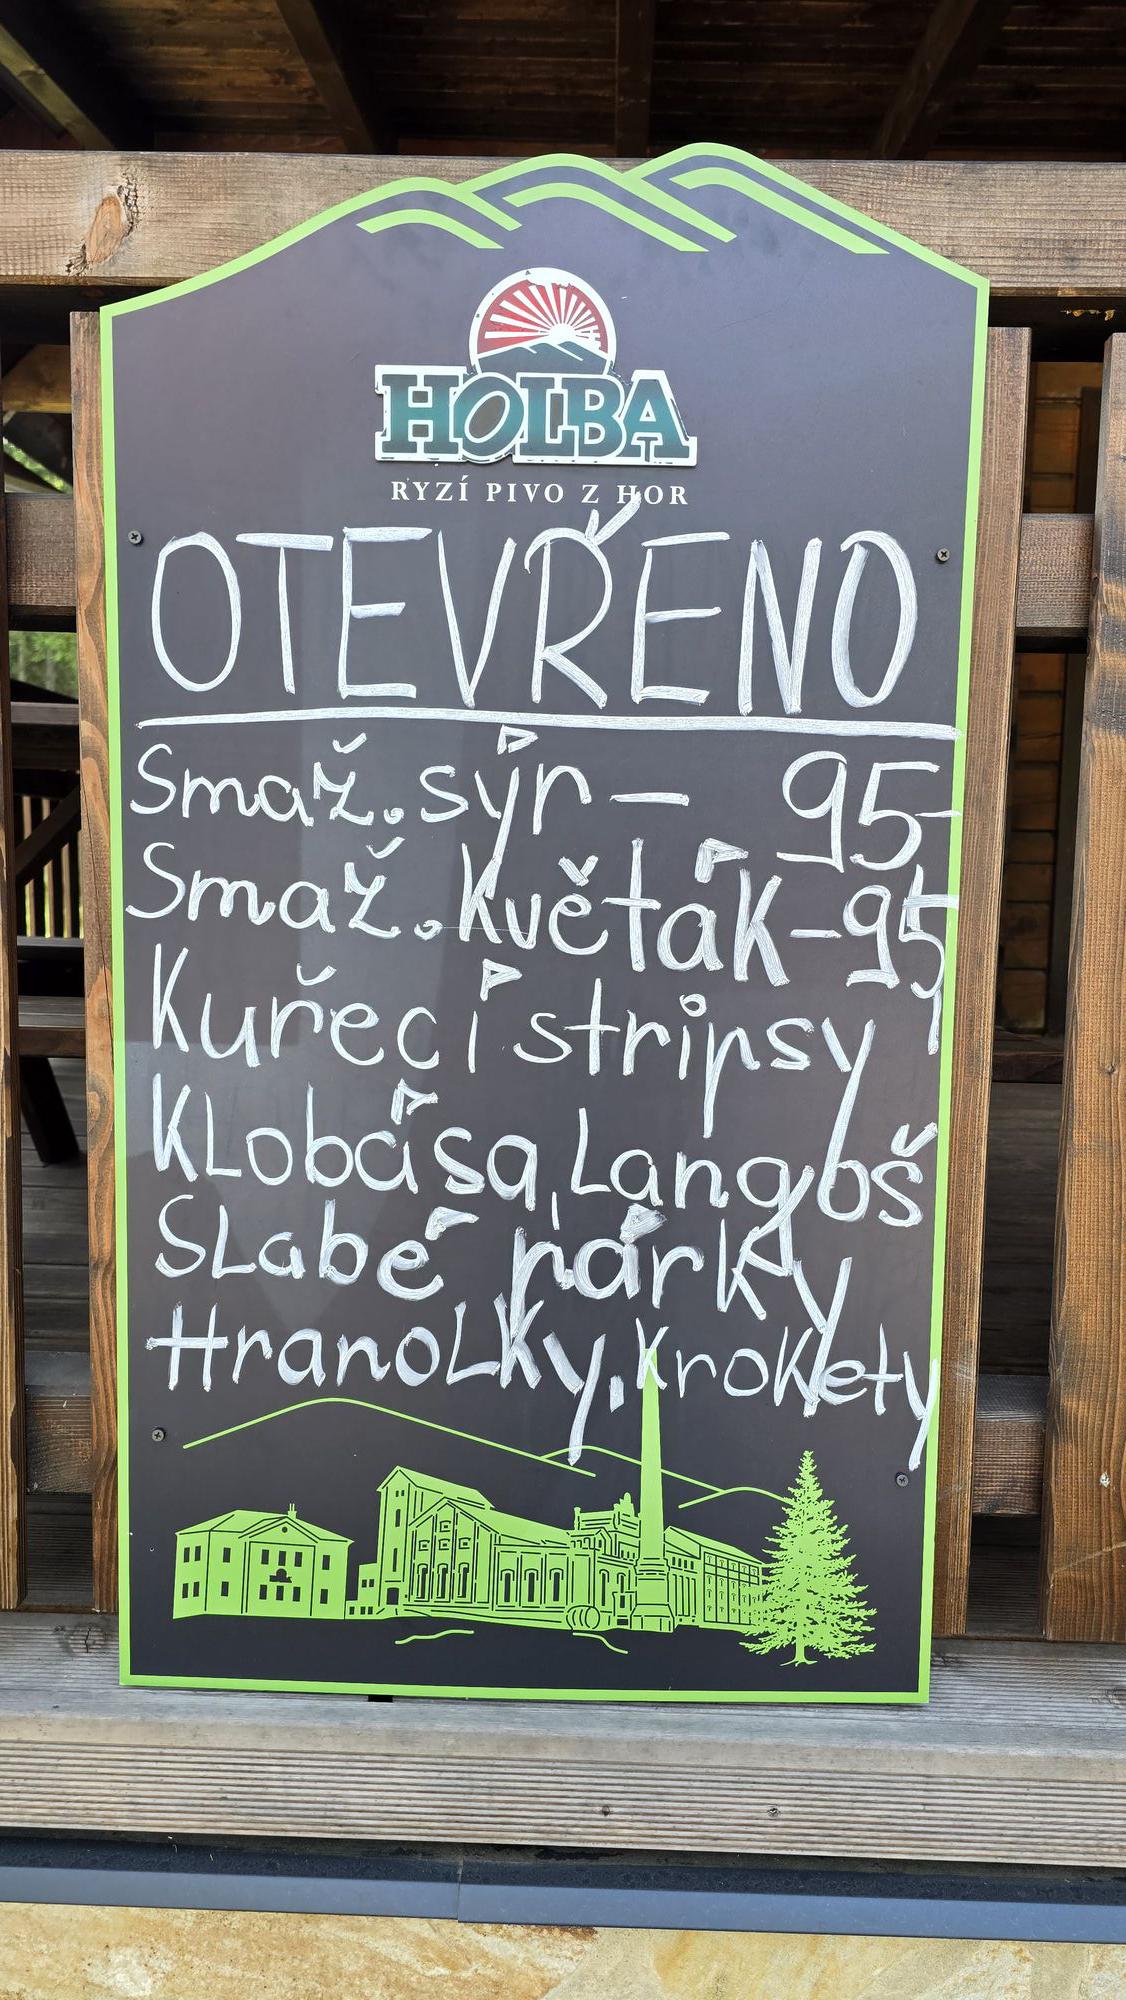 HOLBA
RYZÍ PIVO Z HOR
OTEVŘENO
Smaž. sýr - 95-
Smaž. Květák - 95,
Kuřecí stripsy
Klobása, Langoš
Slabé párky
Hranolky, krokety